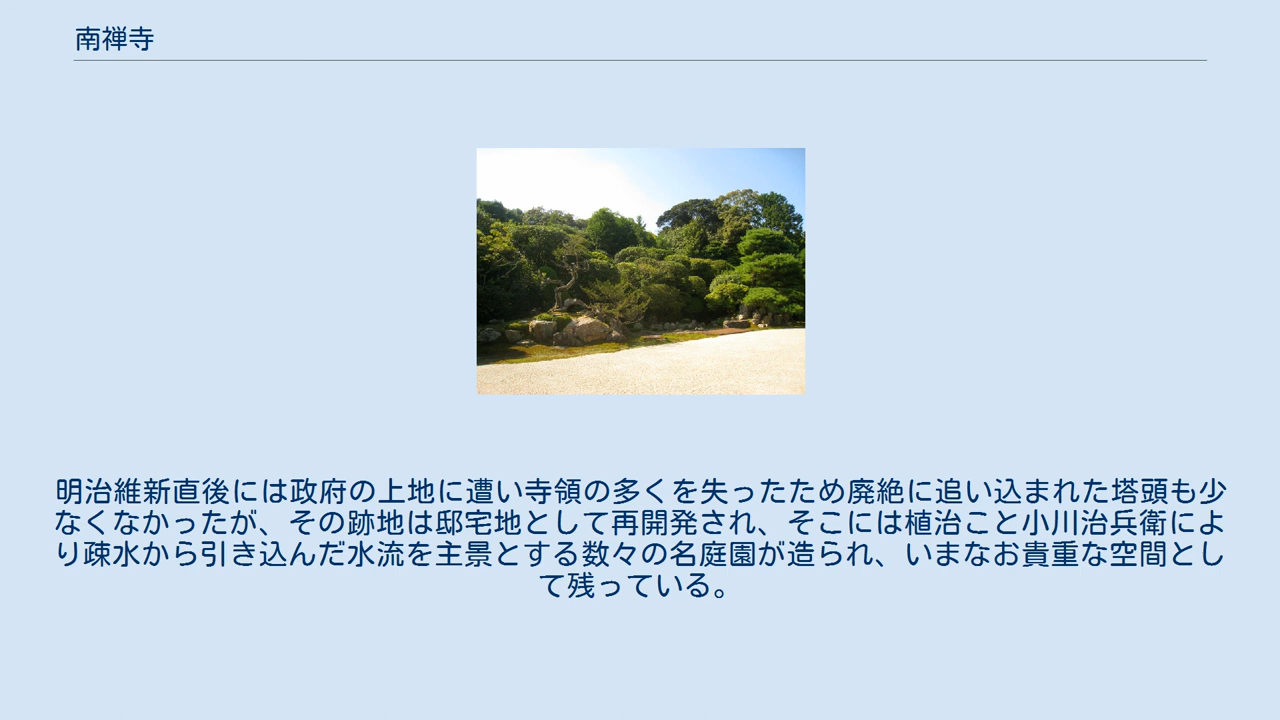 南禅寺
明治維新直後には政府の上地に遭い寺領の多くを失ったため廃絶に追い込まれた塔頭も少
なくなかったが、その跡地は邸宅地として再開発され、そこには植治こと小川治兵衛によ
り疎水から引き込んだ水流を主景とする数々の名庭園が造られ、いまなお貴重な空間とし
て残っている。